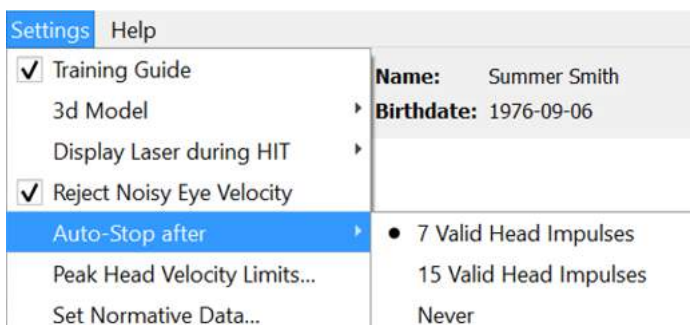 Settings Help
Training Guide
Name: Summer Smith
3d Model
Birthdate: 1976-09-06
Display Laser during HIT
Reject Noisy Eye Velocity
Auto-Stop after
7 Valid Head Impulses
Peak Head Velocity Limits...
15 Valid Head Impulses
Set Normative Data...
Never